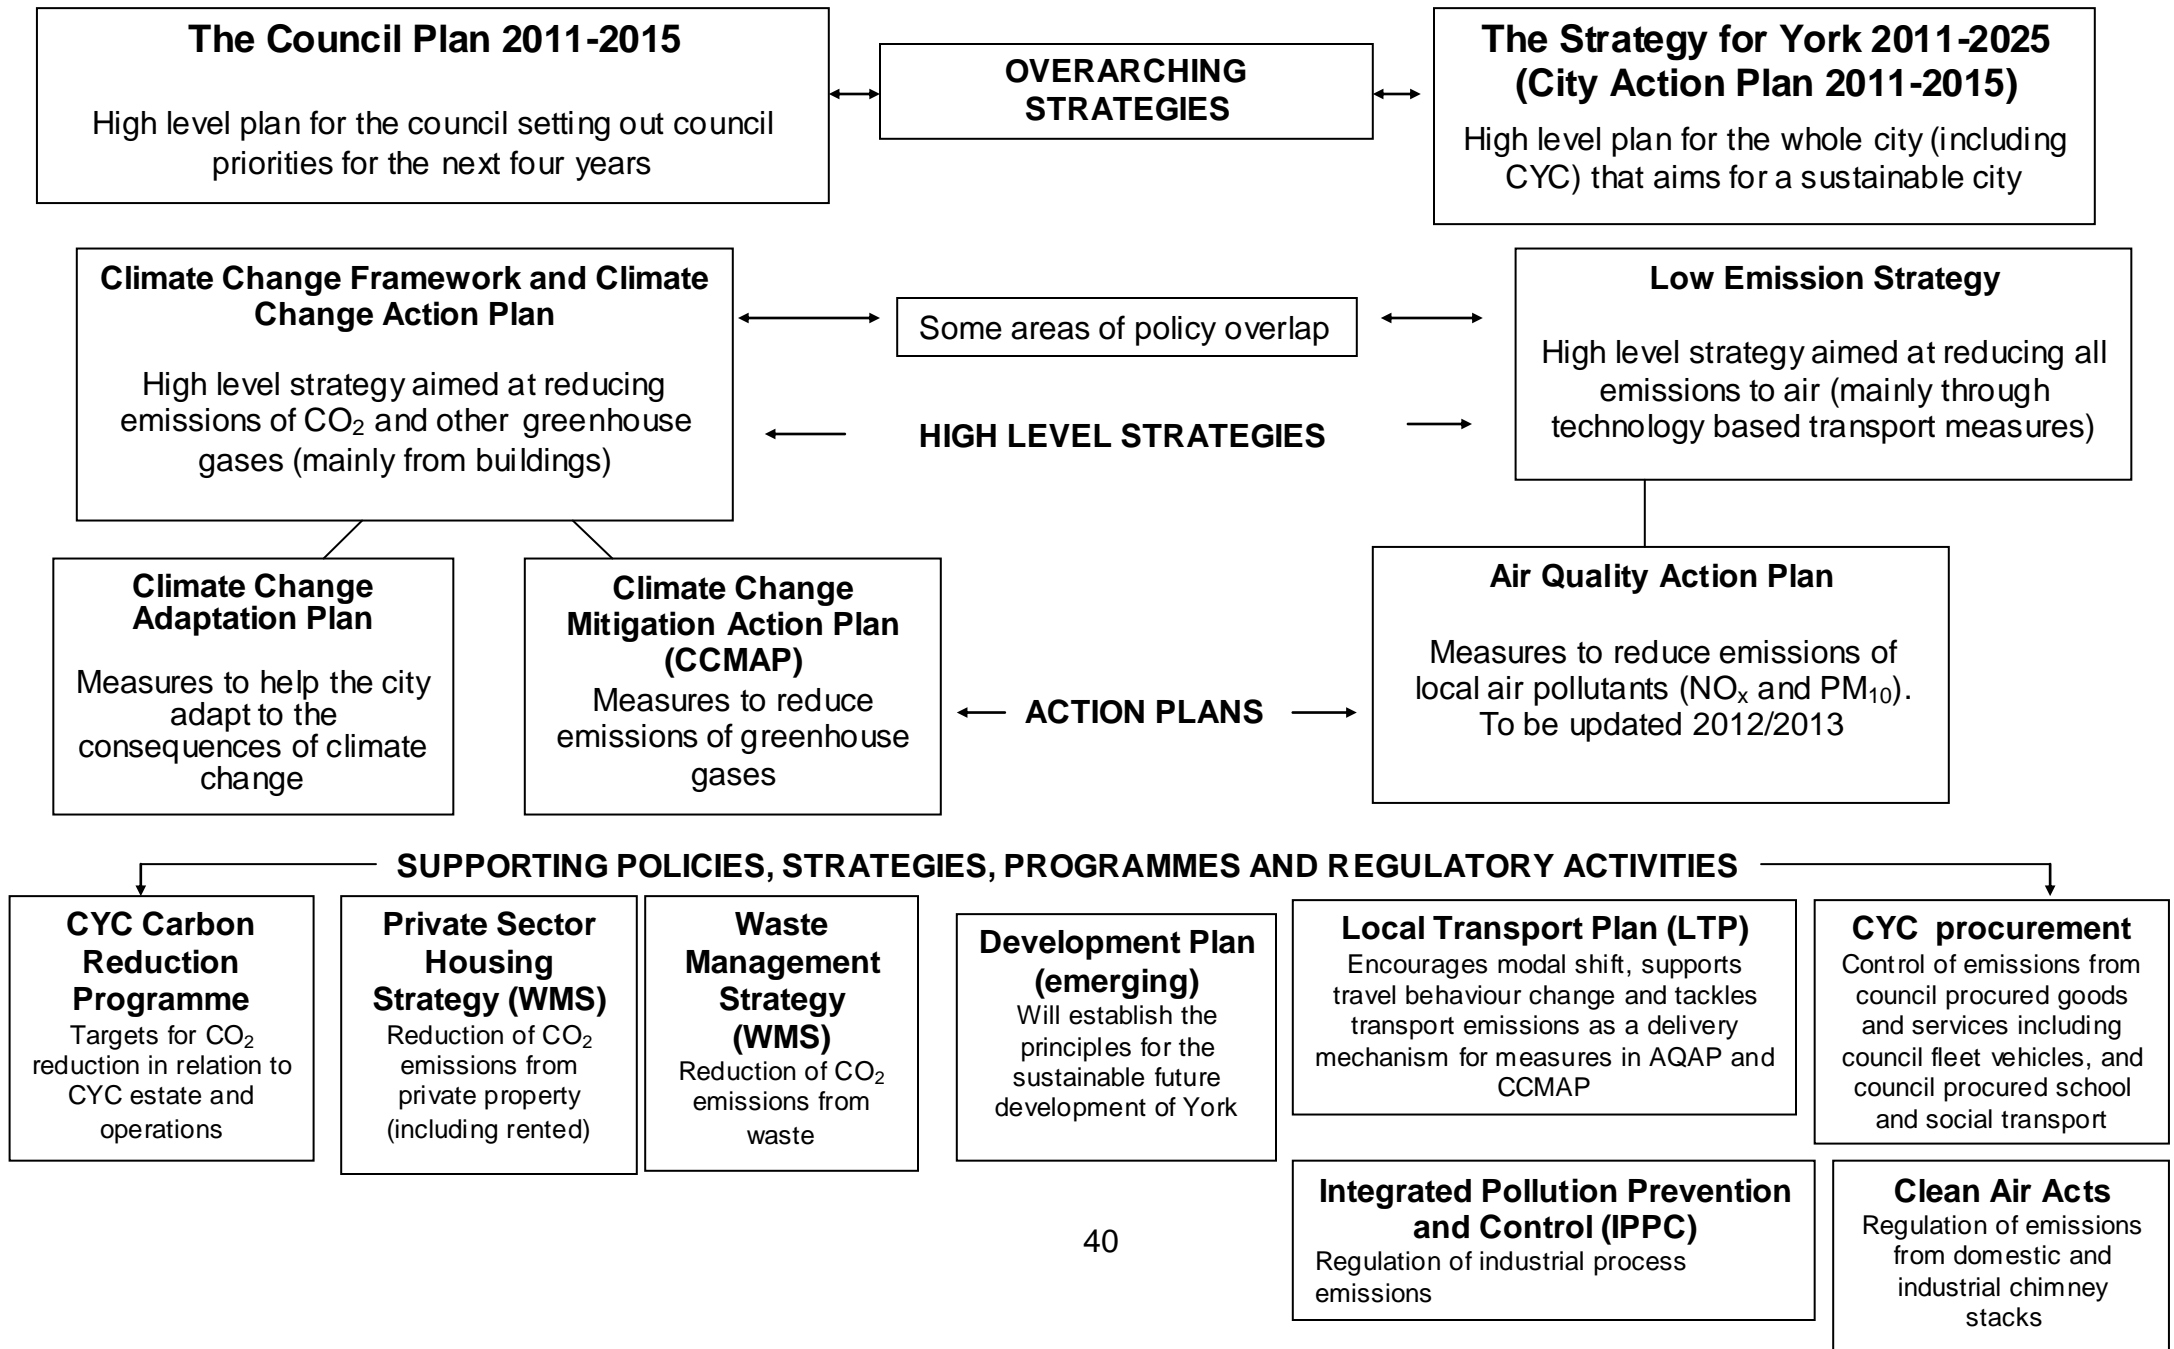 The Council Plan 2011-2015
High level plan for the council setting out council
priorities for the next four years
OVERARCHING
STRATEGIES
The Strategy for York 2011-2025
(City Action Plan 2011-2015)
High level plan for the whole city (including
CYC) that aims for a sustainable city
Climate Change Framework and Climate
Change Action Plan
High level strategy aimed at reducing
emissions of CO₂ and other greenhouse
gases (mainly from buildings)
Some areas of policy overlap
HIGH LEVEL STRATEGIES
Low Emission Strategy
High level strategy aimed at reducing all
emissions to air (mainly through
technology based transport measures)
Climate Change
Adaptation Plan
Measures to help the city
adapt to the
consequences of climate
change
Climate Change
Mitigation Action Plan
(CCMAP)
Measures to reduce
emissions of greenhouse
gases
ACTION PLANS
Air Quality Action Plan
Measures to reduce emissions of
local air pollutants (NOₓ and PM₁₀).
To be updated 2012/2013
SUPPORTING POLICIES, STRATEGIES, PROGRAMMES AND REGULATORY ACTIVITIES
CYC Carbon
Reduction
Programme
Targets for CO₂
reduction in relation to
CYC estate and
operations
Private Sector
Housing
Strategy (WMS)
Reduction of CO₂
emissions from
private property
(including rented)
Waste
Management
Strategy
(WMS)
Reduction of CO₂
emissions from
waste
Development Plan
(emerging)
Will establish the
principles for the
sustainable future
development of York
Local Transport Plan (LTP)
Encourages modal shift, supports
travel behaviour change and tackles
transport emissions as a delivery
mechanism for measures in AQAP and
CCMAP
CYC procurement
Control of emissions from
council procured goods
and services including
council fleet vehicles, and
council procured school
and social transport
Integrated Pollution Prevention
and Control (IPPC)
Regulation of industrial process
emissions
Clean Air Acts
Regulation of emissions
from domestic and
industrial chimney
stacks
40